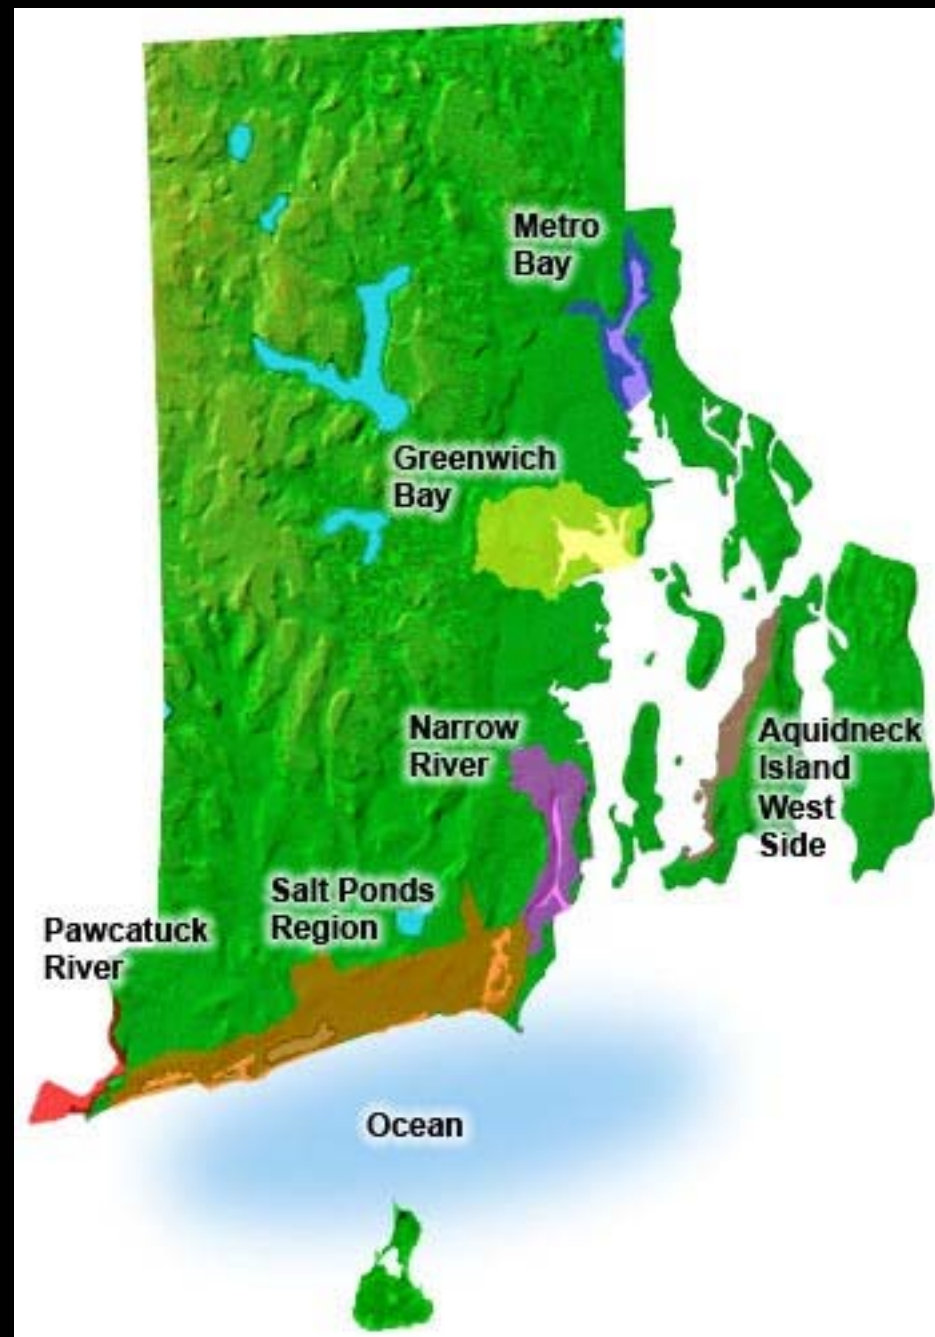 Metro
Bay
Greenwich
Bay
Narrow
River
Aquidneck
Island
West
Side
Salt Ponds
Region
Pawcatuck
River
Ocean